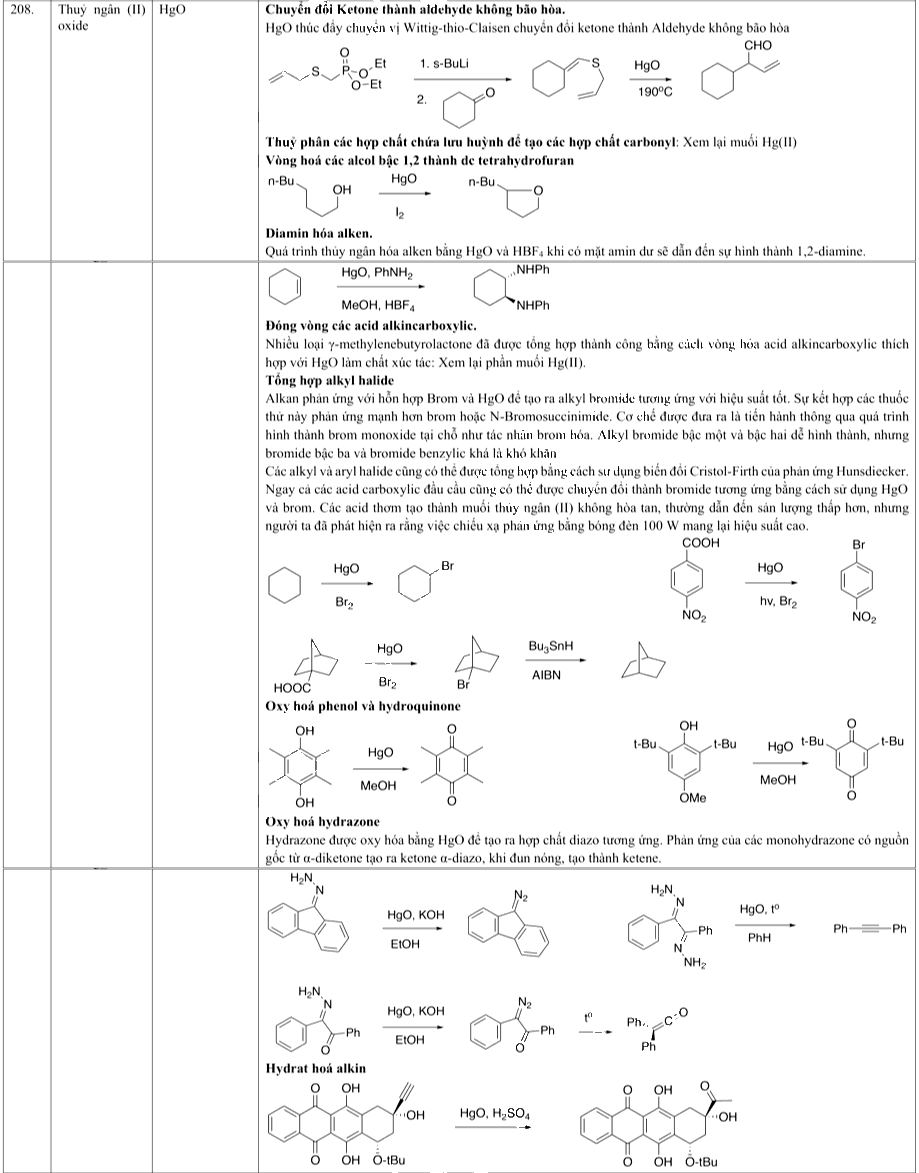 208. Thuỷ ngân (II) oxide HgO Chuyển đổi Ketone thành aldehyde không bão hòa.
HgO thúc đẩy chuyển vị Wittig-thio-Claisen chuyển đổi ketone thành Aldehyde không bão hòa
S P O O Et O-Et
1. s-BuLi
2. O
S
HgO
190ºC
CHO
Thuỷ phân các hợp chất chứa lưu huỳnh để tạo các hợp chất carbonyl: Xem lại muối Hg(II)
Vòng hoá các alcol bậc 1,2 thành dc tetrahydrofuran
n-Bu OH HgO I2 n-Bu O
Diamin hóa alken.
Quá trình thủy ngân hóa alken bằng HgO và HBF4 khi có mặt amin dư sẽ dẫn đến sự hình thành 1,2-diamine.
HgO, PhNH2
MeOH, HBF4
NHPh
NHPh
Đóng vòng các acid alkincarboxylic.
Nhiều loại γ-methylenebutyrolactone đã được tổng hợp thành công bằng cách vòng hóa acid alkincarboxylic thích
hợp với HgO làm chất xúc tác: Xem lại phần muối Hg(II).
Tổng hợp alkyl halide
Alkan phản ứng với hỗn hợp Brom và HgO để tạo ra alkyl bromide tương ứng với hiệu suất tốt. Sự kết hợp các thuốc
thử này phản ứng mạnh hơn brom hoặc N-Bromosuccinimide. Cơ chế được đưa ra là tiến hành thông qua quá trình
hình thành brom monoxide tại chỗ như tác nhân brom hóa. Alkyl bromide bậc một và bậc hai dễ hình thành, nhưng
bromide bậc ba và bromide benzylic khá là khó khăn
Các alkyl và aryl halide cũng có thể được tổng hợp bằng cách sử dụng biến đổi Cristol-Firth của phản ứng Hunsdiecker.
Ngay cả các acid carboxylic đầu cầu cũng có thể được chuyển đổi thành bromide tương ứng bằng cách sử dụng HgO
và brom. Các acid thơm tạo thành muối thủy ngân (II) không hòa tan, thường dẫn đến sản lượng thấp hơn, nhưng
người ta đã phát hiện ra rằng việc chiếu xạ phản ứng bằng bóng đèn 100 W mang lại hiệu suất cao.
HgO
Br2
Br
COOH
NO2
HgO
hv, Br2
Br
NO2
HOOC
HgO
Br2
Br
Bu3SnH
AIBN
Oxy hoá phenol và hydroquinone
OH
OH
HgO
MeOH
O
O
OH
t-Bu t-Bu
OMe
HgO
MeOH
O
t-Bu t-Bu
O
Oxy hoá hydrazone
Hydrazone được oxy hóa bằng HgO để tạo ra hợp chất diazo tương ứng. Phản ứng của các monohydrazone có nguồn
gốc từ α-diketone tạo ra ketone α-diazo, khi đun nóng, tạo thành ketene.
H2N
N
HgO, KOH
EtOH
N2
H2N
N
Ph
N
NH2
HgO, tº
PhH
Ph Ph
H2N
N
Ph
O
HgO, KOH
EtOH
N2
Ph
O
tº
Ph C O
Ph
Hydrat hoá alkin
O OH
OH
O OH O-tBu
HgO, H2SO4
O OH O
OH
O OH O-tBu